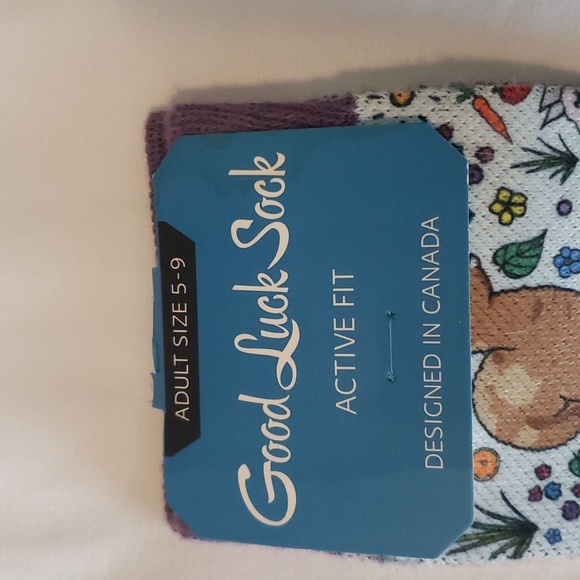 ADULT SIZE 5-9
Good Luck Sock
ACTIVE FIT
DESIGNED IN CANADA